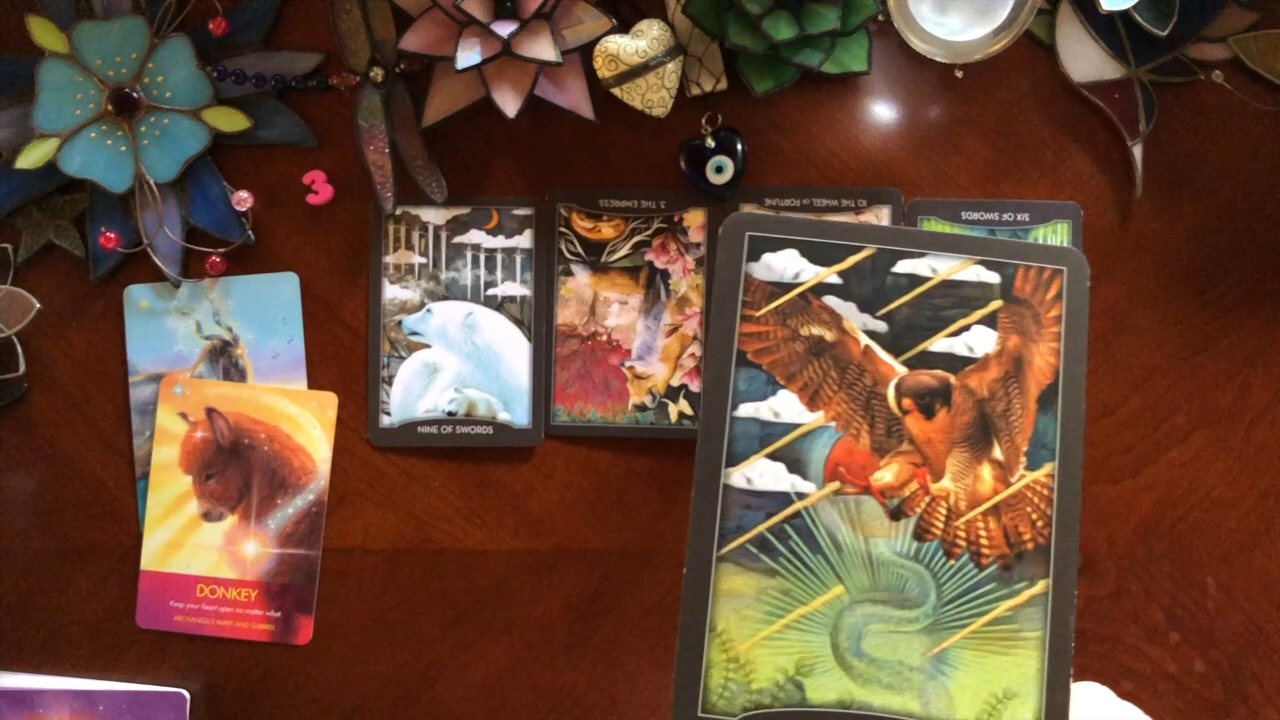 3
3. THE EMPRESS
10 THE WHEEL OF FORTUNE
SIX OF SWORDS
NINE OF SWORDS
DONKEY
Keep your heart open no matter what.
ARCHANGELS MARY AND GABRIEL